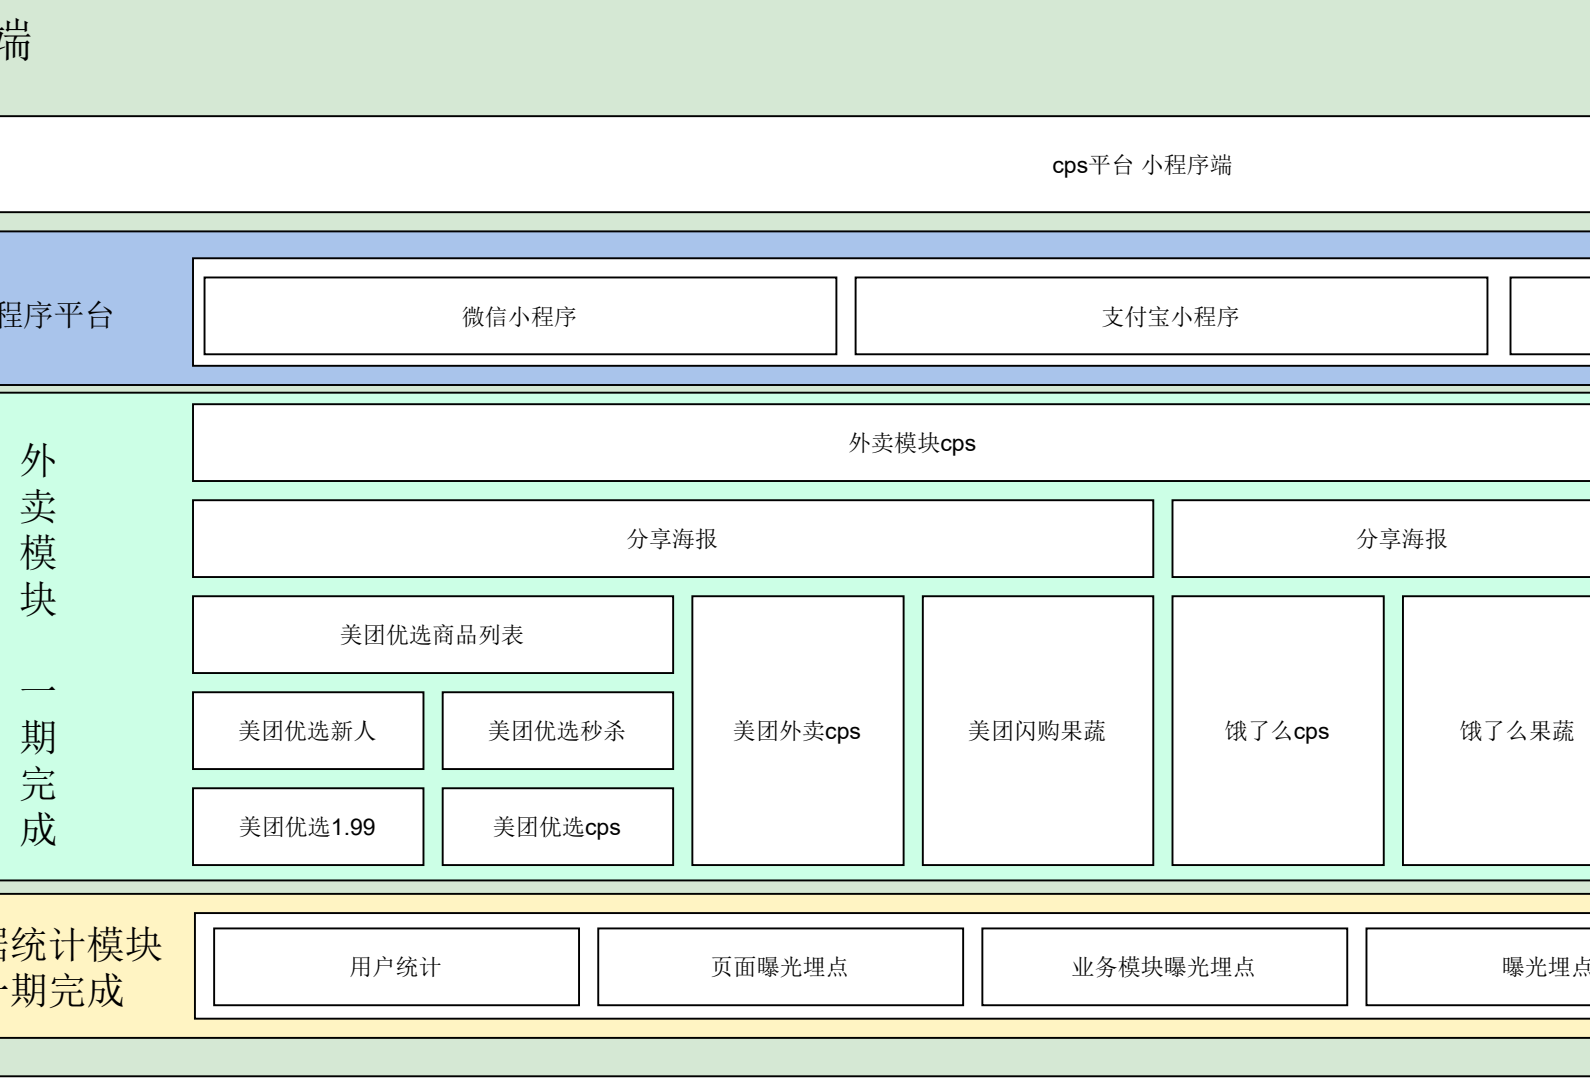 端
cps平台 小程序端
程序平台
微信小程序
支付宝小程序
外卖模块 一期完成
外卖模块cps
分享海报
分享海报
美团优选商品列表
美团优选新人
美团优选秒杀
美团优选1.99
美团优选cps
美团外卖cps
美团闪购果蔬
饿了么cps
饿了么果蔬
据统计模块
一期完成
用户统计
页面曝光埋点
业务模块曝光埋点
曝光埋点